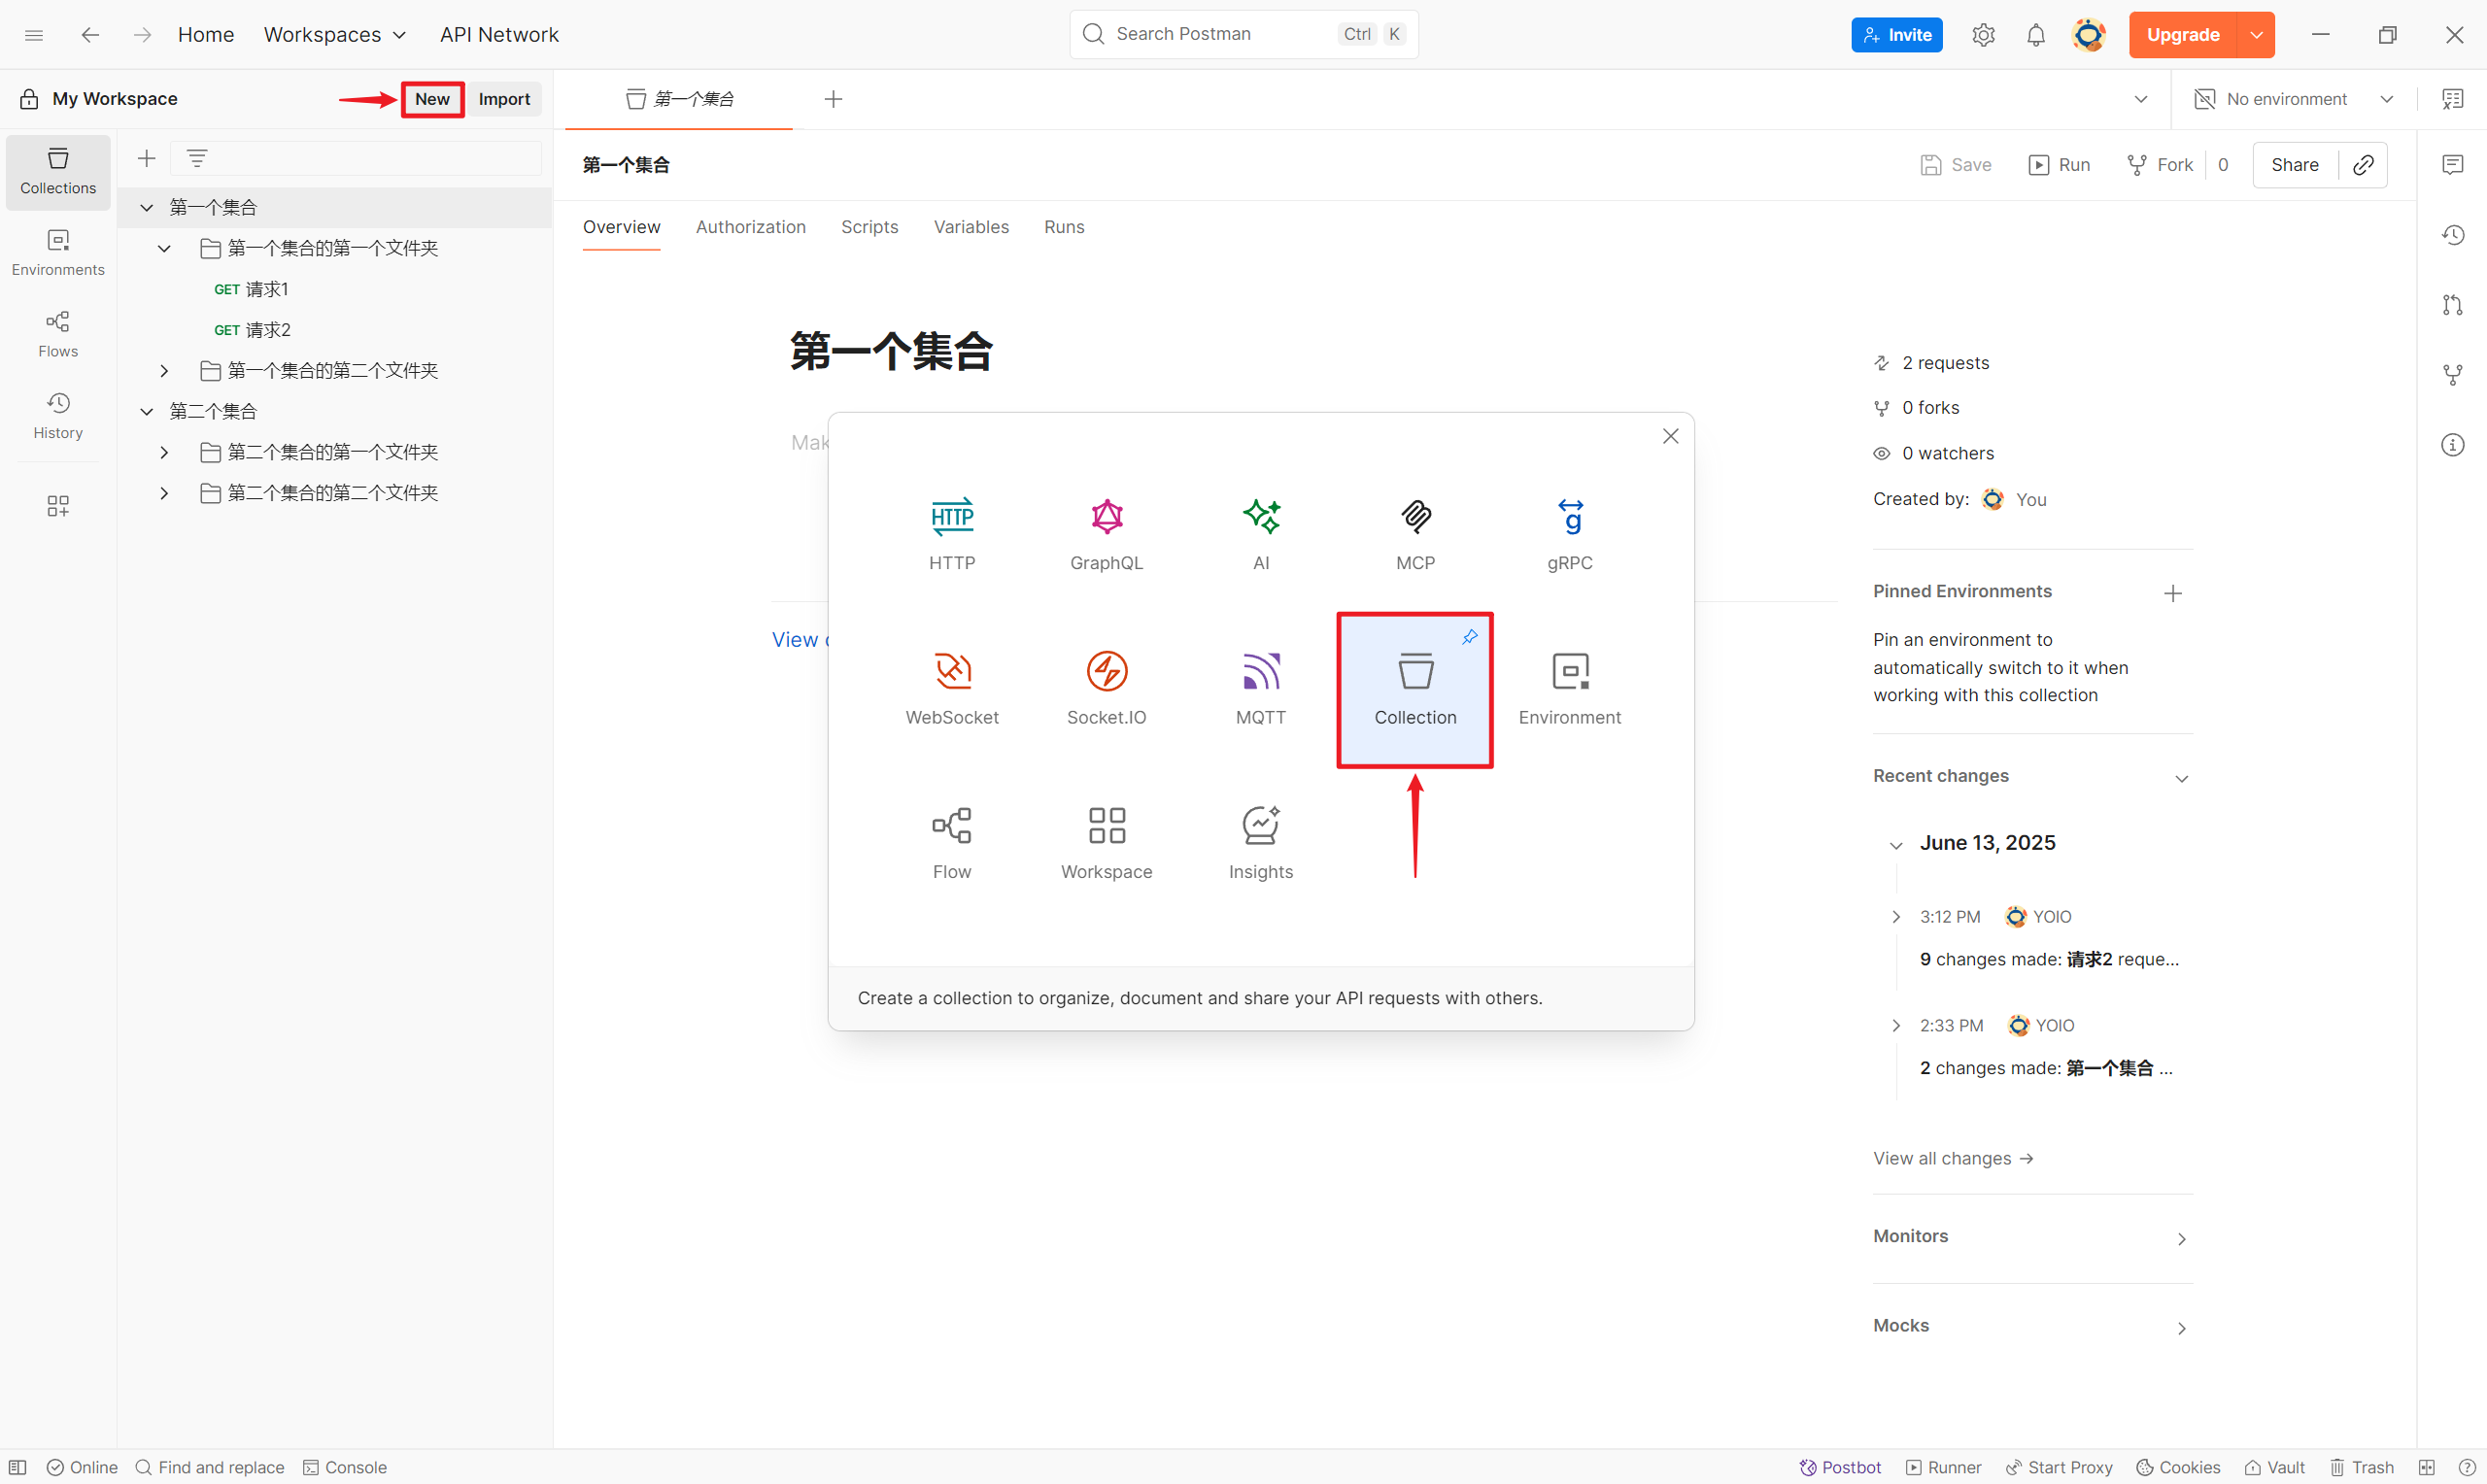 Home
Workspaces
API Network
Search Postman
Ctrl
K
Invite
Upgrade
My Workspace
New
Import
第一个集合
No environment
Collections
Environments
Flows
History
第一个集合
第一个集合的第一个文件夹
GET 请求1
GET 请求2
第一个集合的第二个文件夹
第二个集合
第二个集合的第一个文件夹
第二个集合的第二个文件夹
第一个集合
Save
Run
Fork
0
Share
Overview
Authorization
Scripts
Variables
Runs
第一个集合
Mak
View
HTTP
GraphQL
AI
MCP
gRPC
WebSocket
Socket.IO
MQTT
Collection
Environment
Flow
Workspace
Insights
Create a collection to organize, document and share your API requests with others.
2 requests
0 forks
0 watchers
Created by:
You
Pinned Environments
Pin an environment to
automatically switch to it when
working with this collection
Recent changes
June 13, 2025
3:12 PM
YOIO
9 changes made: 请求2 reque...
2:33 PM
YOIO
2 changes made: 第一个集合 ...
View all changes →
Monitors
Mocks
Online
Find and replace
Console
Postbot
Runner
Start Proxy
Cookies
Vault
Trash